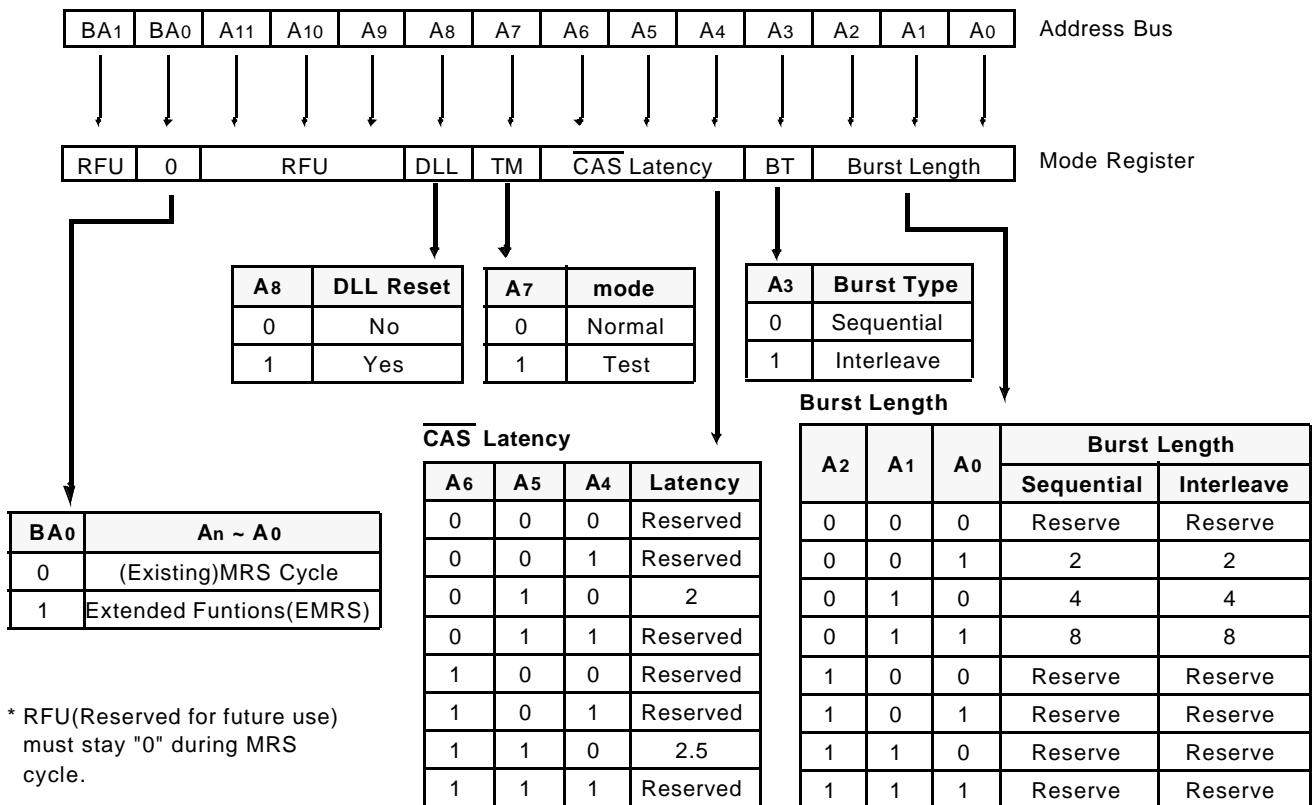 BA1 BA0 A11 A10 A9 A8 A7 A6 A5 A4 A3 A2 A1 A0 Address Bus
RFU 0 RFU DLL TM CAS Latency BT Burst Length Mode Register
A8 DLL Reset
0 No
1 Yes
A7 mode
0 Normal
1 Test
A3 Burst Type
0 Sequential
1 Interleave
BA0 An ~ A0
0 (Existing)MRS Cycle
1 Extended Funtions(EMRS)
* RFU(Reserved for future use)
must stay "0" during MRS
cycle.
CAS Latency
A6 A5 A4 Latency
0 0 0 Reserved
0 0 1 Reserved
0 1 0 2
0 1 1 Reserved
1 0 0 Reserved
1 0 1 Reserved
1 1 0 2.5
1 1 1 Reserved
Burst Length
A2 A1 A0 Burst Length
Sequential Interleave
0 0 0 Reserve Reserve
0 0 1 2 2
0 1 0 4 4
0 1 1 8 8
1 0 0 Reserve Reserve
1 0 1 Reserve Reserve
1 1 0 Reserve Reserve
1 1 1 Reserve Reserve